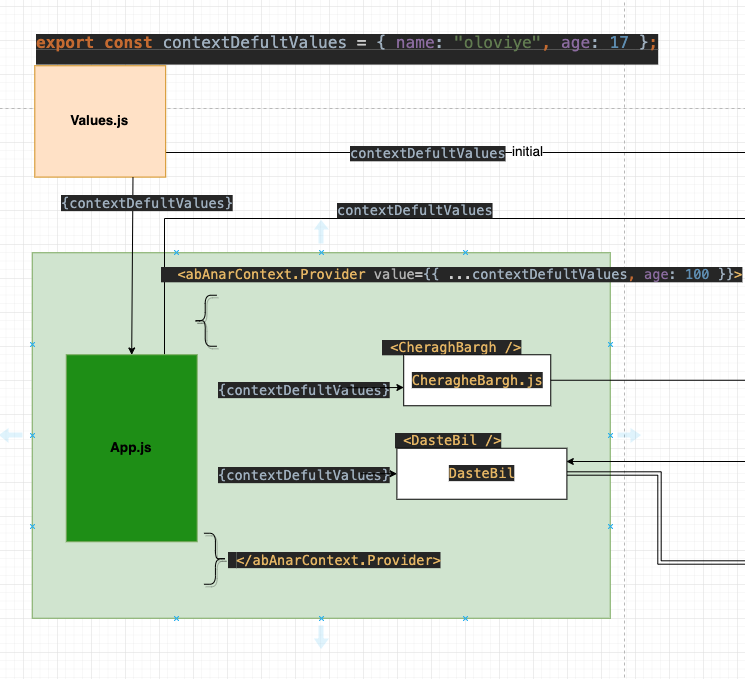 export const contextDefultValues = { name: "oloviye", age: 17 };
Values.js
contextDefultValues initial
{contextDefultValues}
contextDefultValues
<abAnarContext.Provider value={{ ...contextDefultValues, age: 100 }}>
<CheraghBargh />
{contextDefultValues}
CheragheBargh.js
<DasteBil />
App.js
{contextDefultValues}
DasteBil
</abAnarContext.Provider>